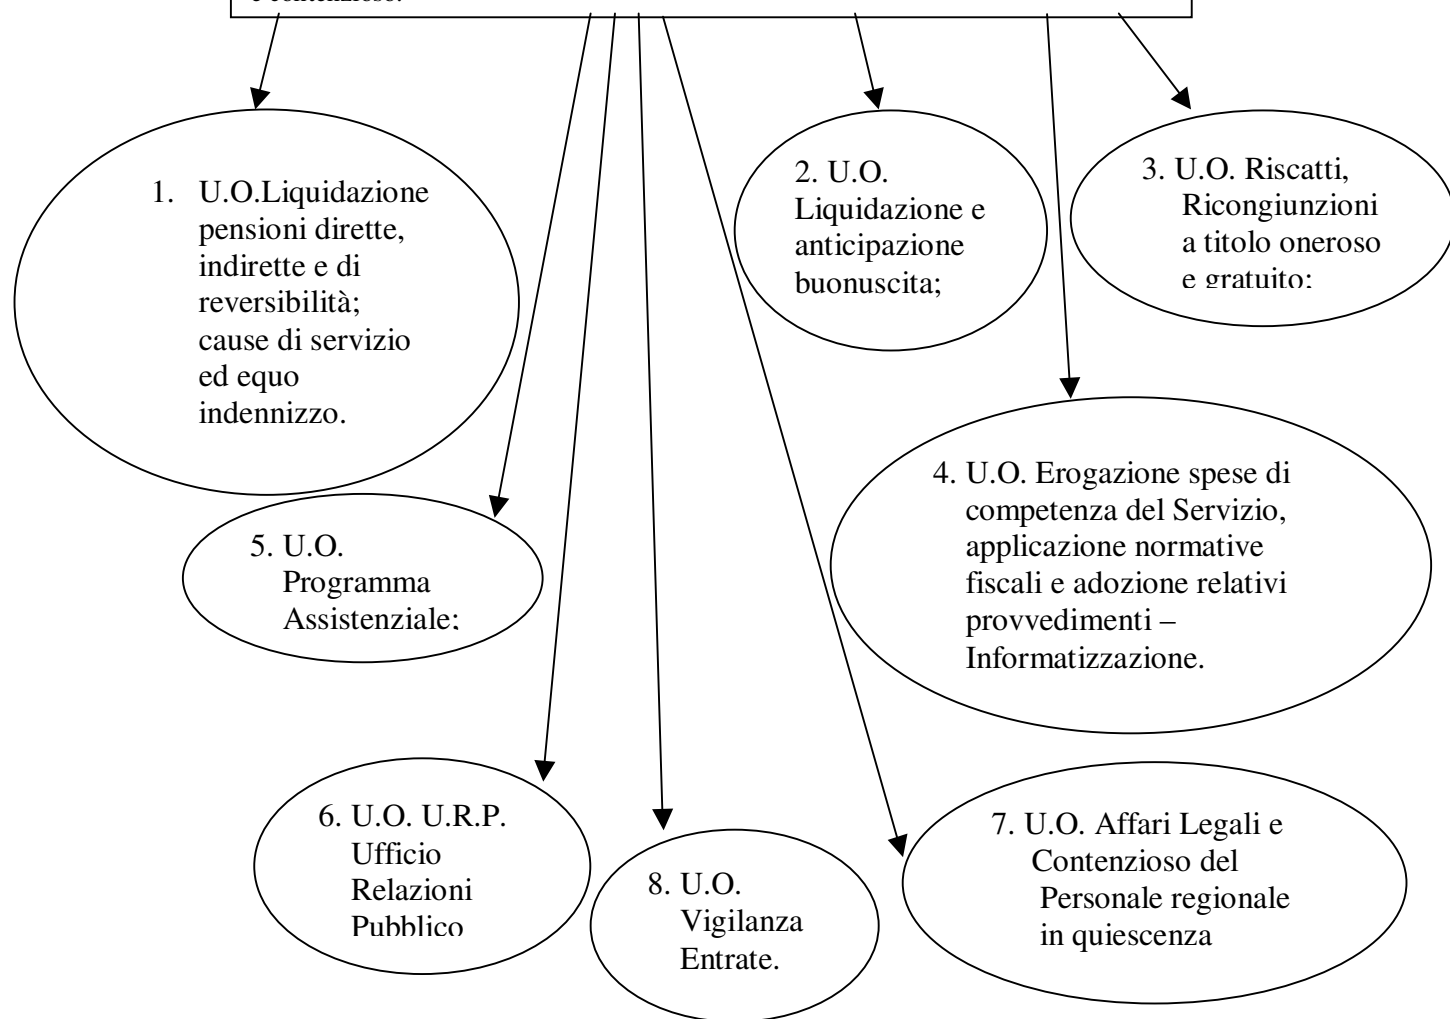 e contenzioso.
1. U.O.Liquidazione
pensioni dirette,
indirette e di
reversibilità;
cause di servizio
ed equo
indennizzo.
2. U.O.
Liquidazione e
anticipazione
buonuscita;
3. U.O. Riscatti,
Ricongiunzioni
a titolo oneroso
e gratuito;
4. U.O. Erogazione spese di
competenza del Servizio,
applicazione normative
fiscali e adozione relativi
provvedimenti –
Informatizzazione.
5. U.O.
Programma
Assistenziale;
6. U.O. U.R.P.
Ufficio
Relazioni
Pubblico
8. U.O.
Vigilanza
Entrate.
7. U.O. Affari Legali e
Contenzioso del
Personale regionale
in quiescenza